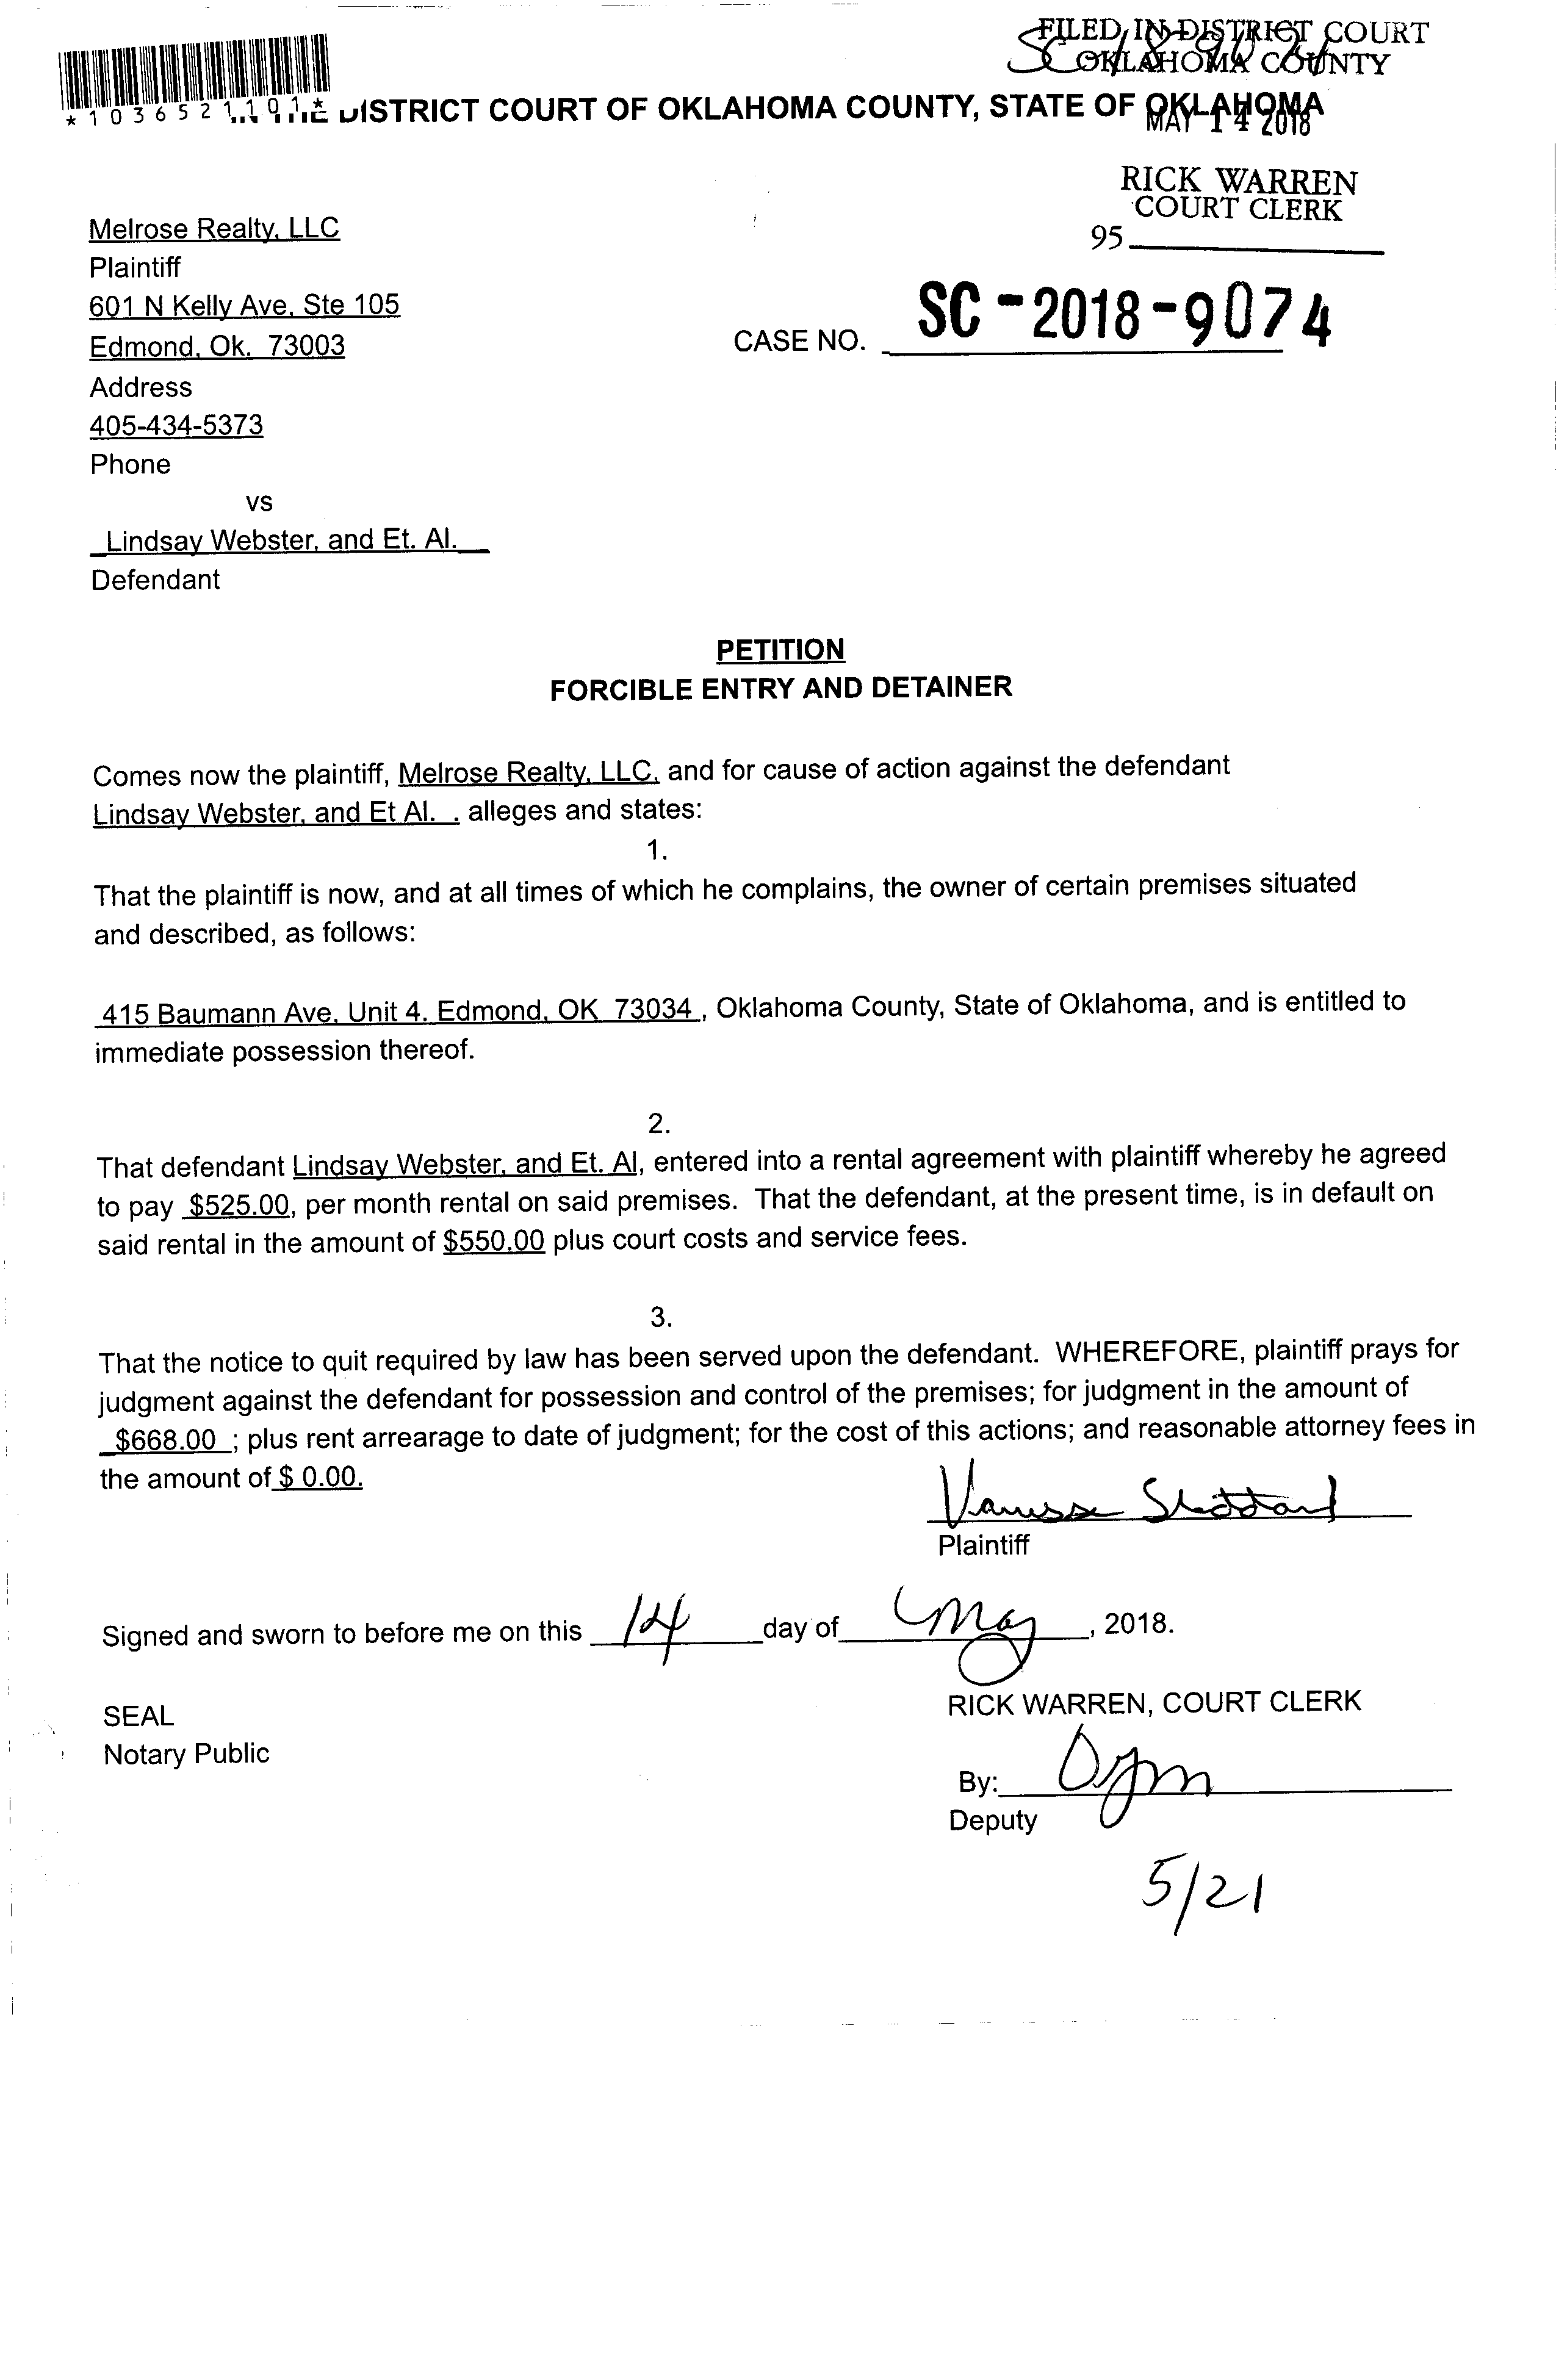 FILED IN DISTRICT COURT
OKLAHOMA COUNTY
*1036521101*
DISTRICT COURT OF OKLAHOMA COUNTY, STATE OF OKLAHOMA
MAY 14 2018
RICK WARREN
COURT CLERK
95
Melrose Realty, LLC
Plaintiff
601 N Kelly Ave, Ste 105
Edmond, Ok. 73003
Address
405-434-5373
Phone
CASE NO. SC-2018-9074
vs
Lindsay Webster, and Et. Al.
Defendant
PETITION
FORCIBLE ENTRY AND DETAINER
Comes now the plaintiff, Melrose Realty, LLC, and for cause of action against the defendant
Lindsay Webster, and Et Al. . alleges and states:
1.
That the plaintiff is now, and at all times of which he complains, the owner of certain premises situated
and described, as follows:
415 Baumann Ave, Unit 4. Edmond, OK 73034 , Oklahoma County, State of Oklahoma, and is entitled to
immediate possession thereof.
2.
That defendant Lindsay Webster, and Et. Al, entered into a rental agreement with plaintiff whereby he agreed
to pay $525.00, per month rental on said premises. That the defendant, at the present time, is in default on
said rental in the amount of $550.00 plus court costs and service fees.
3.
That the notice to quit required by law has been served upon the defendant. WHEREFORE, plaintiff prays for
judgment against the defendant for possession and control of the premises; for judgment in the amount of
$668.00 ; plus rent arrearage to date of judgment; for the cost of this actions; and reasonable attorney fees in
the amount of $ 0.00.
Plaintiff
Signed and sworn to before me on this 14 day of May, 2018.
SEAL
Notary Public
RICK WARREN, COURT CLERK
By:
Deputy
5/21